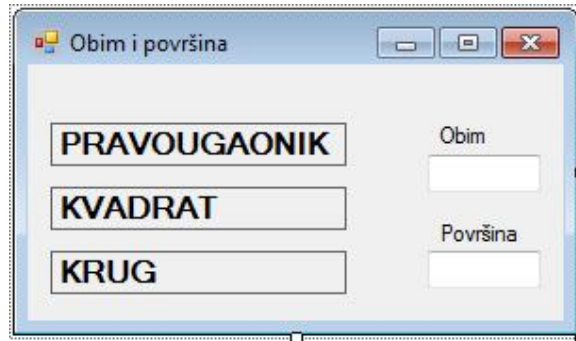 Obim i površina
PRAVOUGAONIK
KVADRAT
KRUG
Obim
Površina